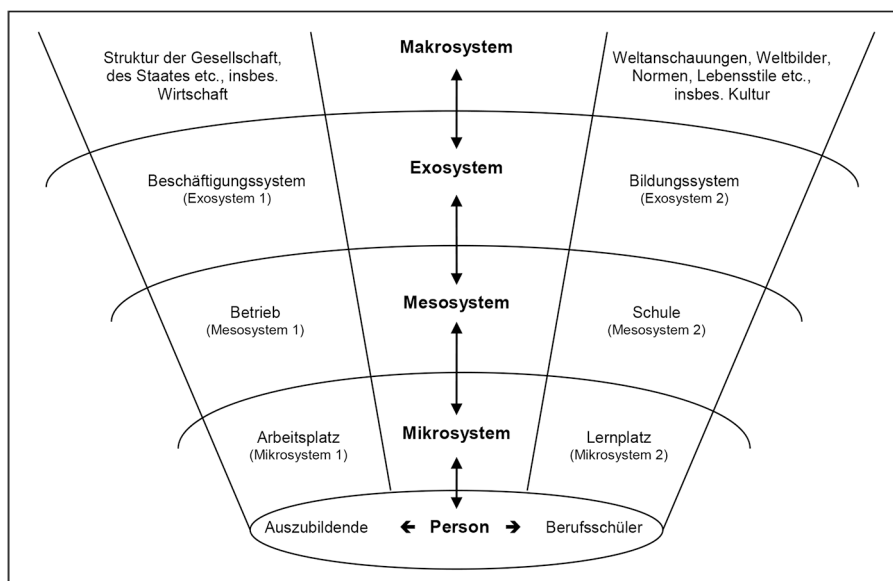 Makrosystem
Struktur der Gesellschaft,
des Staates etc., insbes.
Wirtschaft
Weltanschauungen, Weltbilder,
Normen, Lebensstile etc.,
insbes. Kultur
Exosystem
Beschäftigungssystem
(Exosystem 1)
Bildungssystem
(Exosystem 2)
Mesosystem
Betrieb
(Mesosystem 1)
Schule
(Mesosystem 2)
Mikrosystem
Arbeitsplatz
(Mikrosystem 1)
Lernplatz
(Mikrosystem 2)
Auszubildende
Person
Berufsschüler